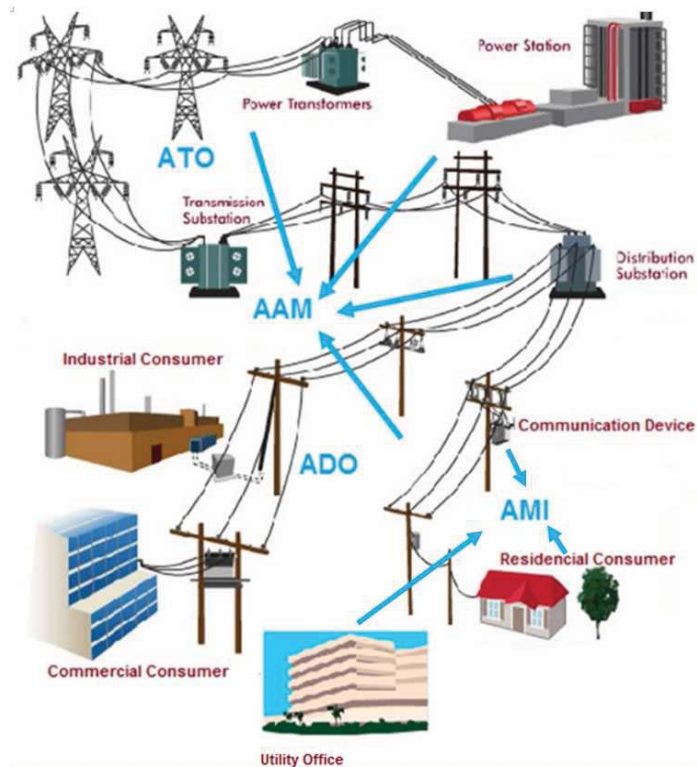 Power Station
Power Transformers
ATO
Transmission
Substation
Distribution
Substation
AAM
Industrial Consumer
Communication Device
ADO
AMI
Residencial Consumer
Commercial Consumer
Utility Office